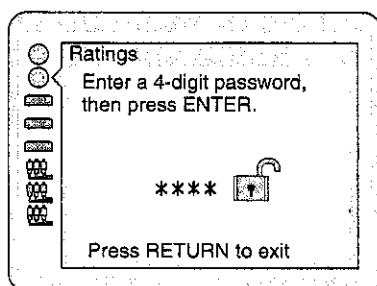 Ratings
Enter a 4-digit password,
then press ENTER.
****
Press RETURN to exit